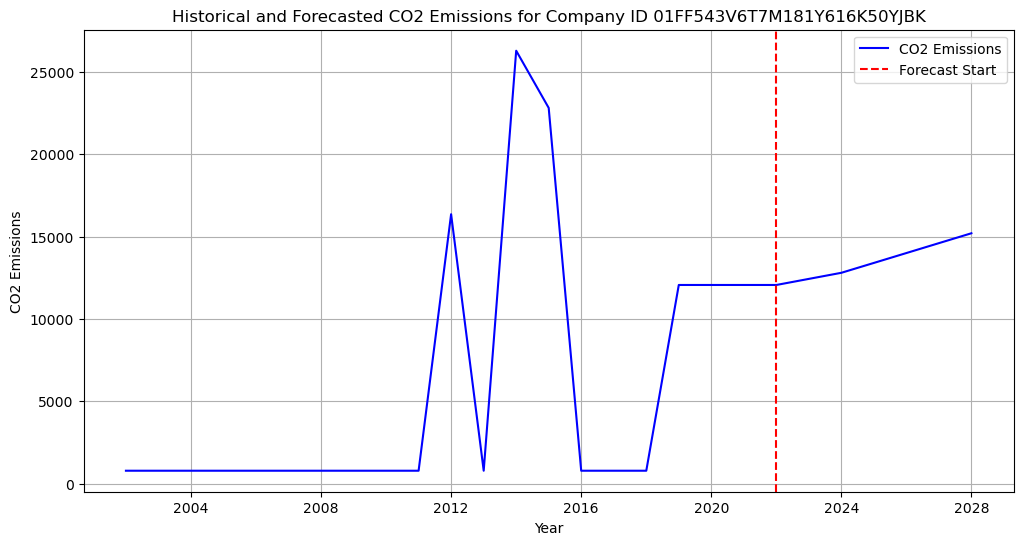 Historical and Forecasted CO2 Emissions for Company ID 01FF543V6T7M181Y616K50YJBK
CO2 Emissions
Forecast Start
25000
20000
15000
10000
5000
0
CO2 Emissions
2004
2008
2012
2016
2020
2024
2028
Year